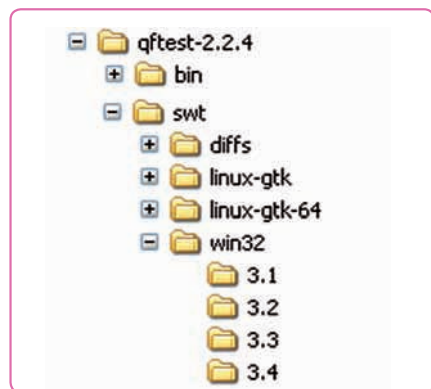 qftest-2.2.4
bin
swt
diffs
linux-gtk
linux-gtk-64
win32
3.1
3.2
3.3
3.4